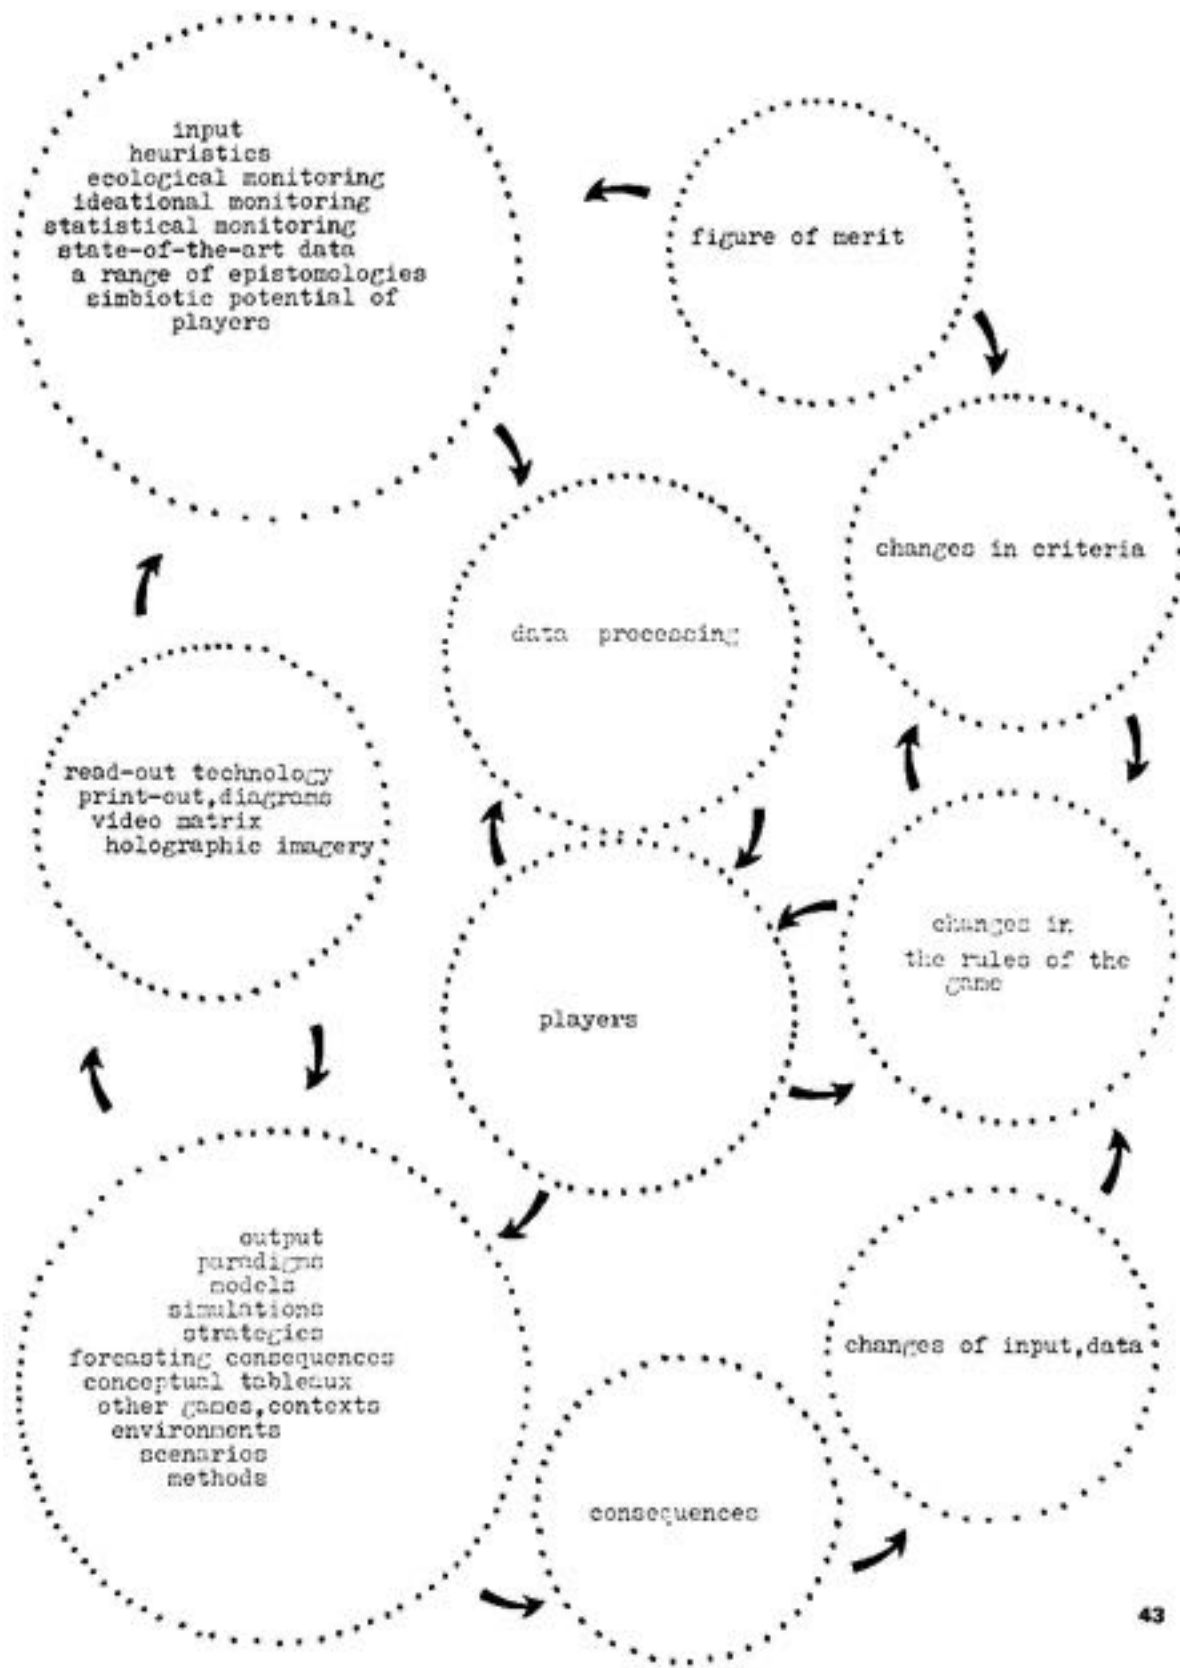 input
heuristics
ecological monitoring
ideational monitoring
statistical monitoring
state-of-the-art data
a range of epistomologies
simbiotic potential of
players
figure of merit
changes in criteria
data processing
read-out technology
print-out,diagrams
video matrix
holographic imagery
changes in
the rules of the
game
players
output
paradigms
models
simulations
strategies
forcasting consequences
conceptual tableaux
other games,contexts
environments
scenarios
methods
changes of input,data
consequences
43